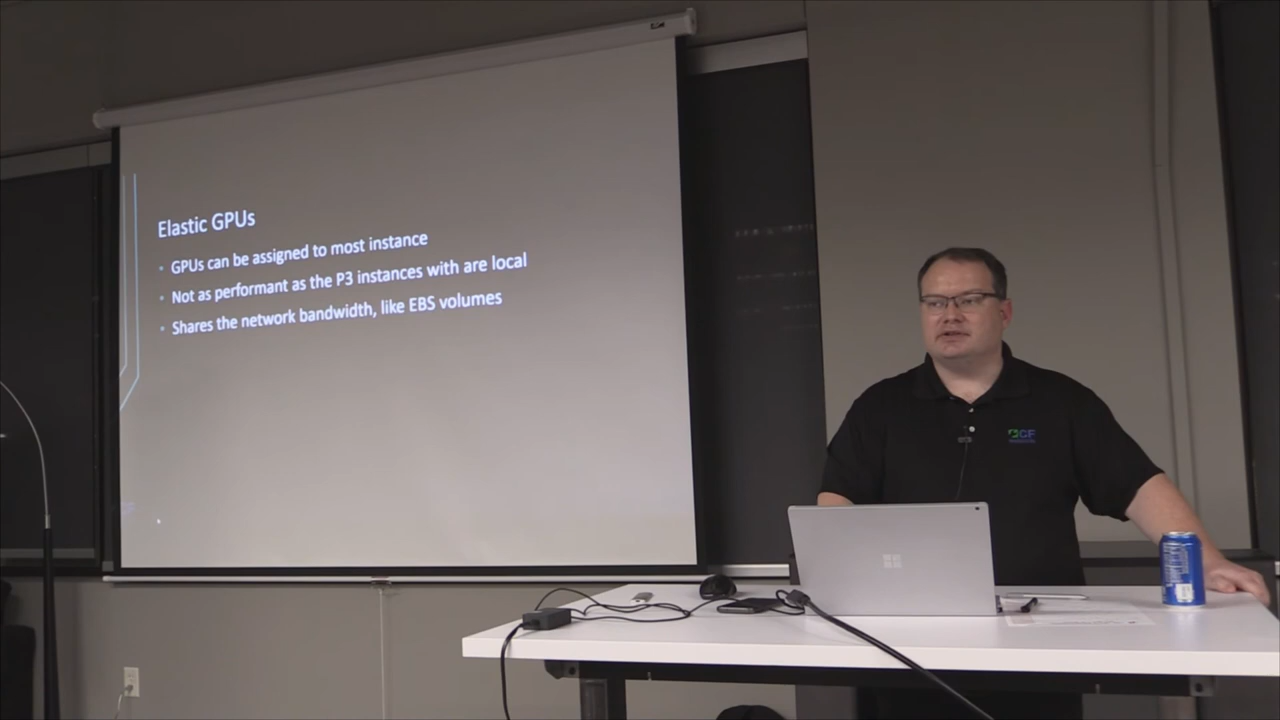 Elastic GPUs
GPUs can be assigned to most instance
Not as performant as the P3 instances with are local
Shares the network bandwidth, like EBS volumes
CF